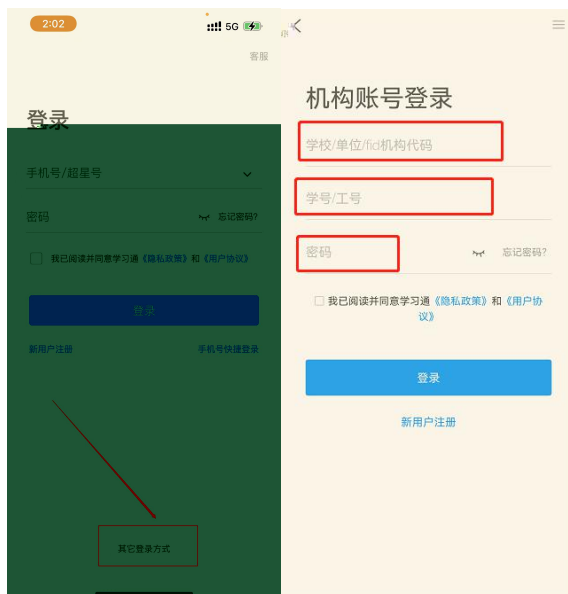 2:02
5G
客服
登录
手机号/超星号
密码
忘记密码?
我已阅读并同意学习通《隐私政策》和《用户协议》
登录
新用户注册
手机号快捷登录
其它登录方式
机构账号登录
学校/单位/fid机构代码
学号/工号
密码
忘记密码?
我已阅读并同意学习通《隐私政策》和《用户协
议》
登录
新用户注册